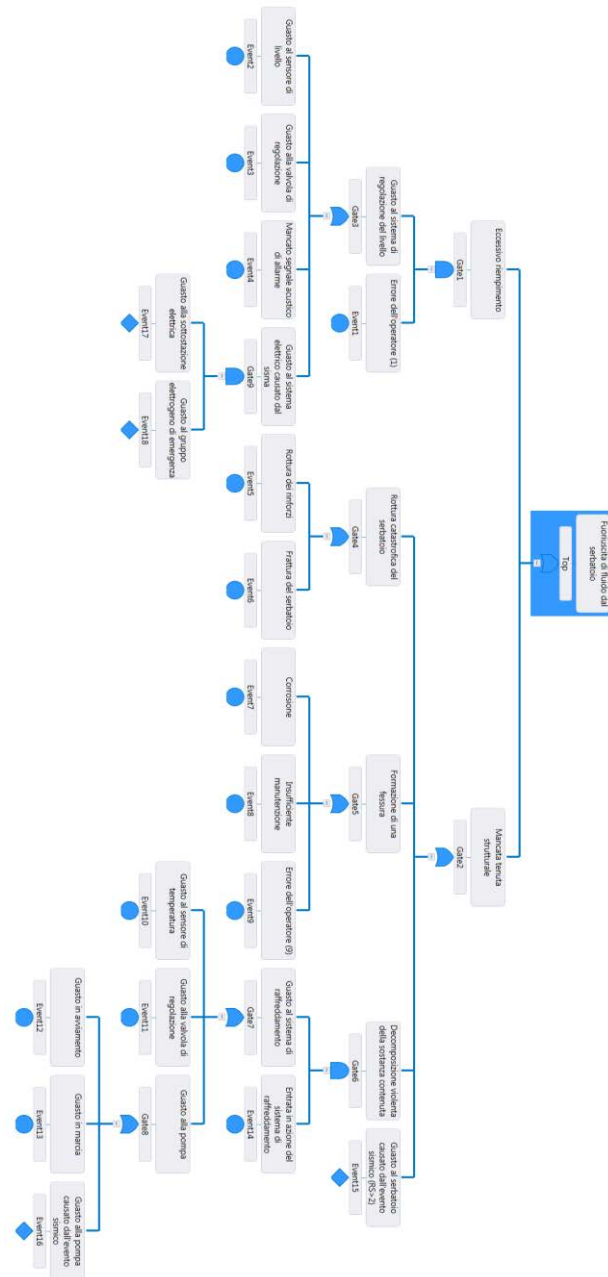 Fuoriuscita di fluido dal
serbatoio
Top
Eccessivo riempimento
Gate1
Mancata tenuta
strutturale
Gate2
Guasto al sistema di
regolazione del livello
Gate3
Errore dell'operatore (1)
Event1
Rottura catastrofica del
serbatoio
Gate4
Formazione di una
fessura
Gate5
Decomposizione violenta
della sostanza contenuta
Gate6
Guasto al serbatoio
causato dall'evento
sismico (RS>2)
Event15
Guasto al sensore di
livello
Event2
Guasto alla valvola di
regolazione
Event3
Mancato segnale acustico
di allarme
Event4
Guasto al sistema
elettrico causato dal
sisma
Gate9
Rottura dei rinforzi
Event5
Frattura del serbatoio
Event6
Corrosione
Event7
Insufficiente
manutenzione
Event8
Errore dell'operatore (9)
Event9
Guasto al sistema di
raffreddamento
Gate7
Entrata in azione del
sistema di
raffreddamento
Event14
Guasto alla sottostazione
elettrica
Event17
Guasto al gruppo
elettrogeno di emergenza
Event18
Guasto al sensore di
temperatura
Event10
Guasto alla valvola di
regolazione
Event11
Guasto alla pompa
Gate8
Guasto in avviamento
Event12
Guasto in marcia
Event13
Guasto alla pompa
causato dall'evento
sismico
Event16